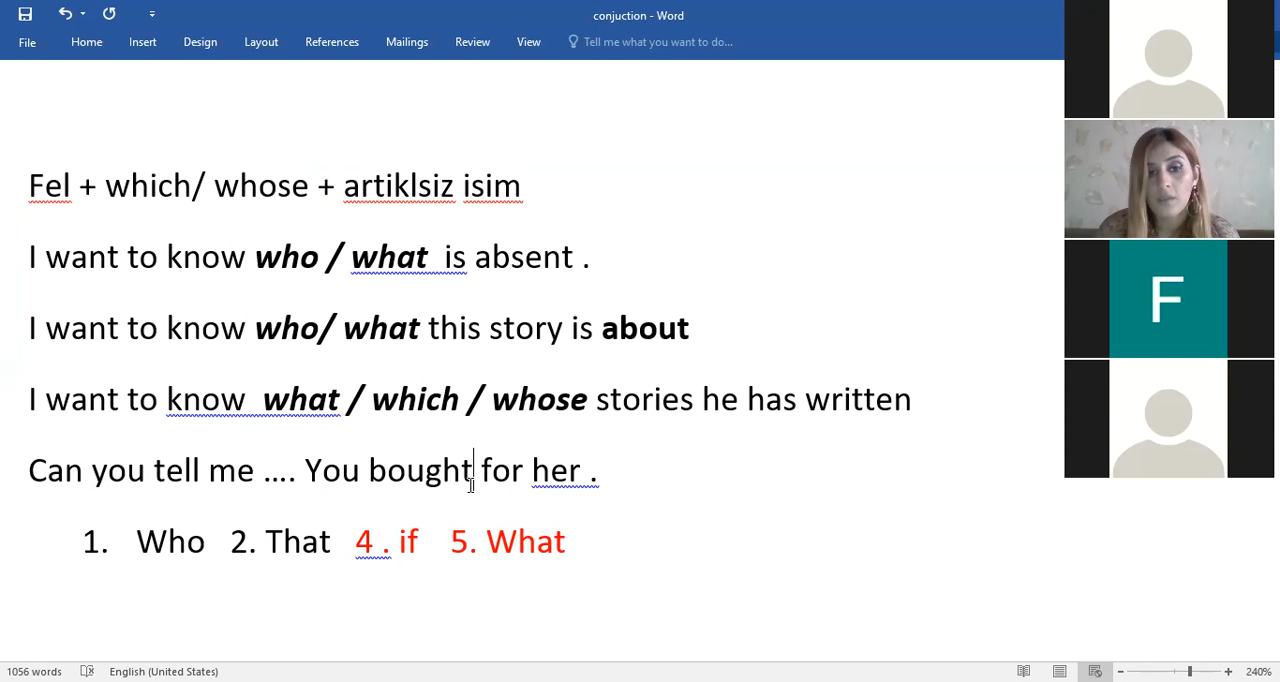 conjuction - Word
File Home Insert Design Layout References Mailings Review View Tell me what you want to do...
Fel + which/ whose + artiklsiz isim
I want to know who / what is absent .
I want to know who/ what this story is about
I want to know what / which / whose stories he has written
Can you tell me .... You bought for her .
1. Who 2. That 4 . if 5. What
F
1056 words English (United States) 240%